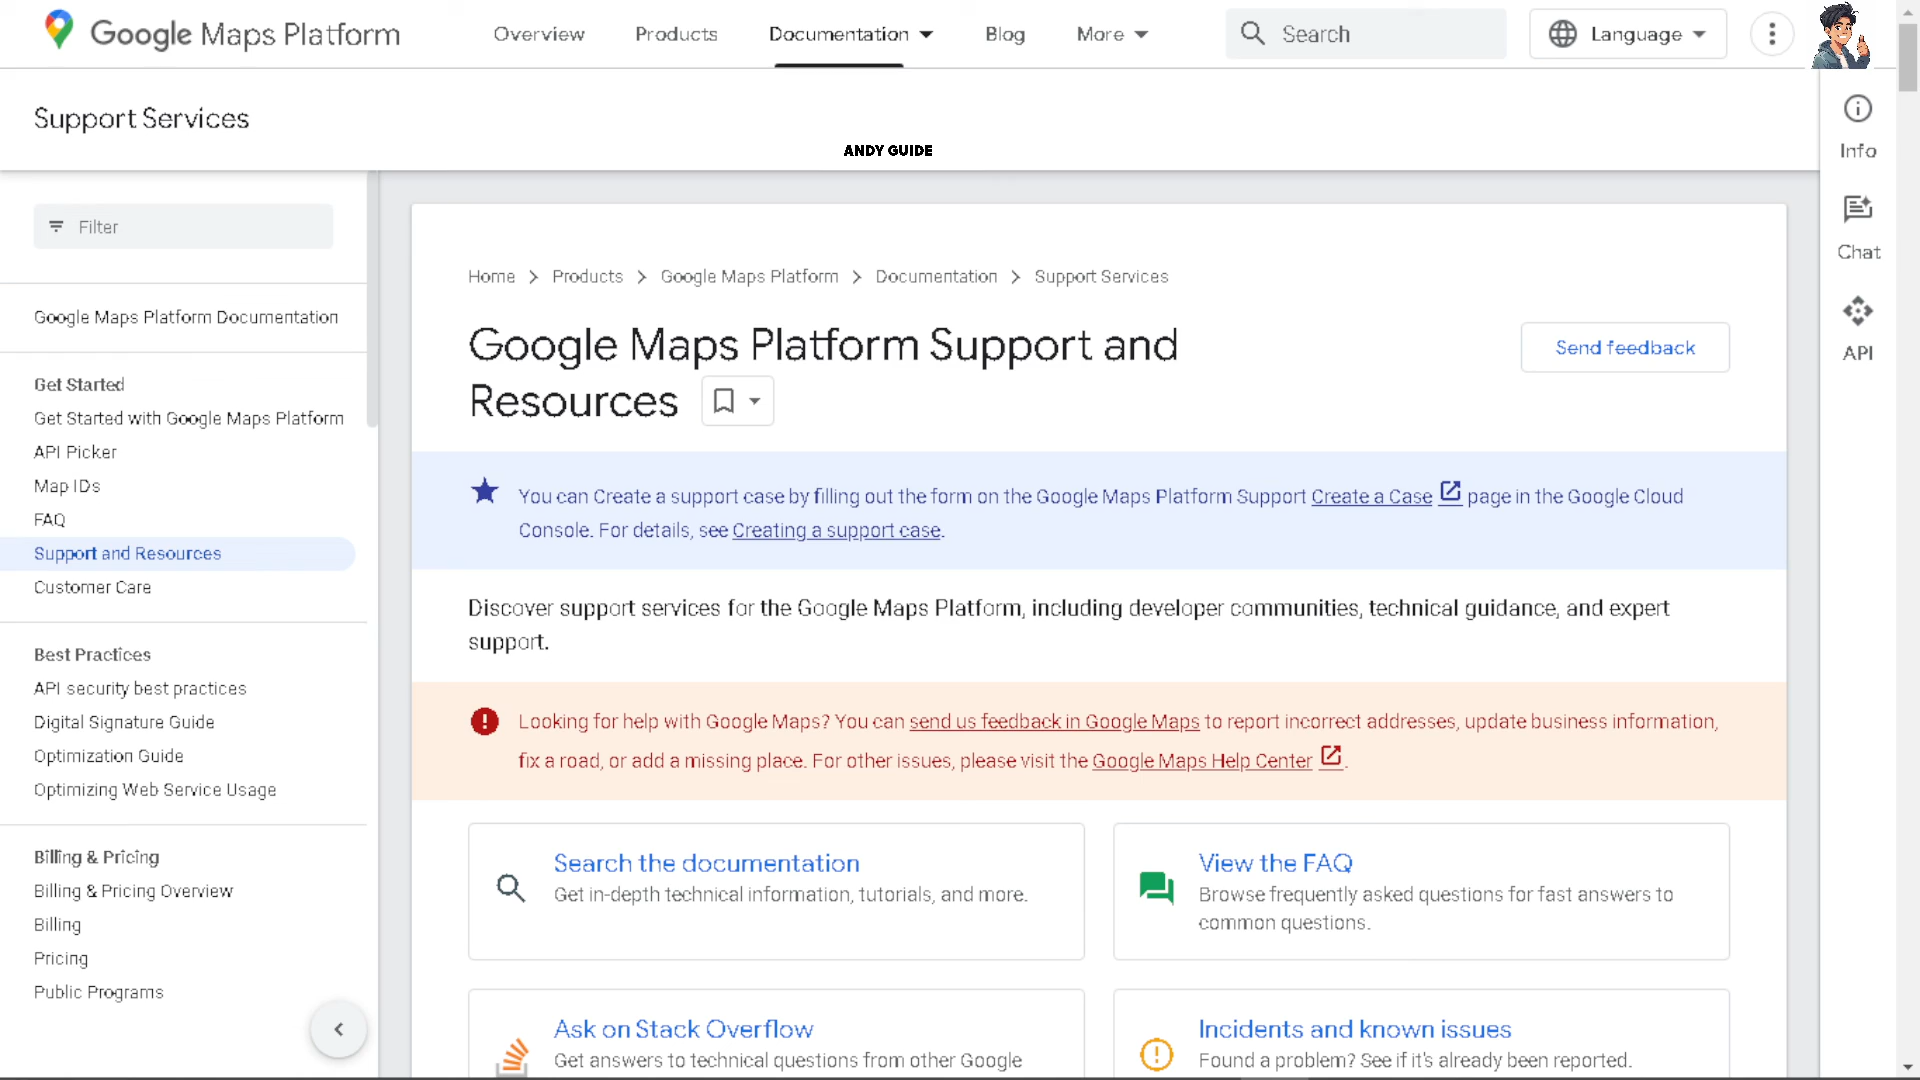 Google Maps Platform
Overview
Products
Documentation
Blog
More
Search
Language
Support Services
ANDY GUIDE
Info
Chat
API
Filter
Google Maps Platform Documentation
Get Started
Get Started with Google Maps Platform
API Picker
Map IDs
FAQ
Support and Resources
Customer Care
Best Practices
API security best practices
Digital Signature Guide
Optimization Guide
Optimizing Web Service Usage
Billing & Pricing
Billing & Pricing Overview
Billing
Pricing
Public Programs
Home > Products > Google Maps Platform > Documentation > Support Services
Google Maps Platform Support and
Resources
Send feedback
You can Create a support case by filling out the form on the Google Maps Platform Support Create a Case page in the Google Cloud
Console. For details, see Creating a support case.
Discover support services for the Google Maps Platform, including developer communities, technical guidance, and expert
support.
Looking for help with Google Maps? You can send us feedback in Google Maps to report incorrect addresses, update business information,
fix a road, or add a missing place. For other issues, please visit the Google Maps Help Center.
Search the documentation
Get in-depth technical information, tutorials, and more.
View the FAQ
Browse frequently asked questions for fast answers to
common questions.
Ask on Stack Overflow
Get answers to technical questions from other Google
Incidents and known issues
Found a problem? See if it's already been reported.